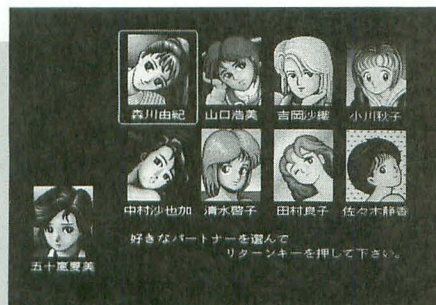 森川由紀 山口浩美 吉岡沙織 小川秋子
中村沙也加 清水啓子 田村良子 佐々木静香
五十嵐愛美
好きなパートナーを選んで
リターンキーを押して下さい。